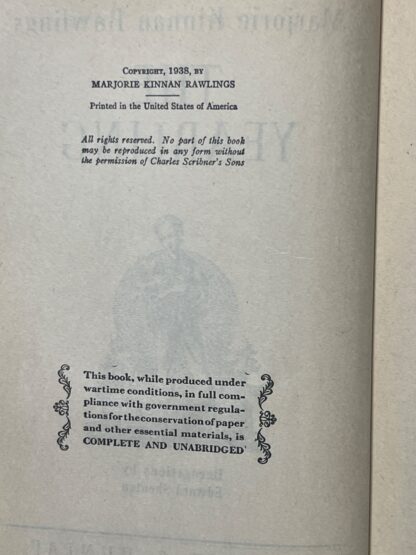 COPYRIGHT, 1938, BY
MARJORIE KINNAN RAWLINGS
Printed in the United States of America
All rights reserved. No part of this book
may be reproduced in any form without
the permission of Charles Scribner's Sons
This book, while produced under
wartime conditions, in full com-
pliance with government regula-
tions for the conservation of paper
and other essential materials, is
COMPLETE AND UNABRIDGED